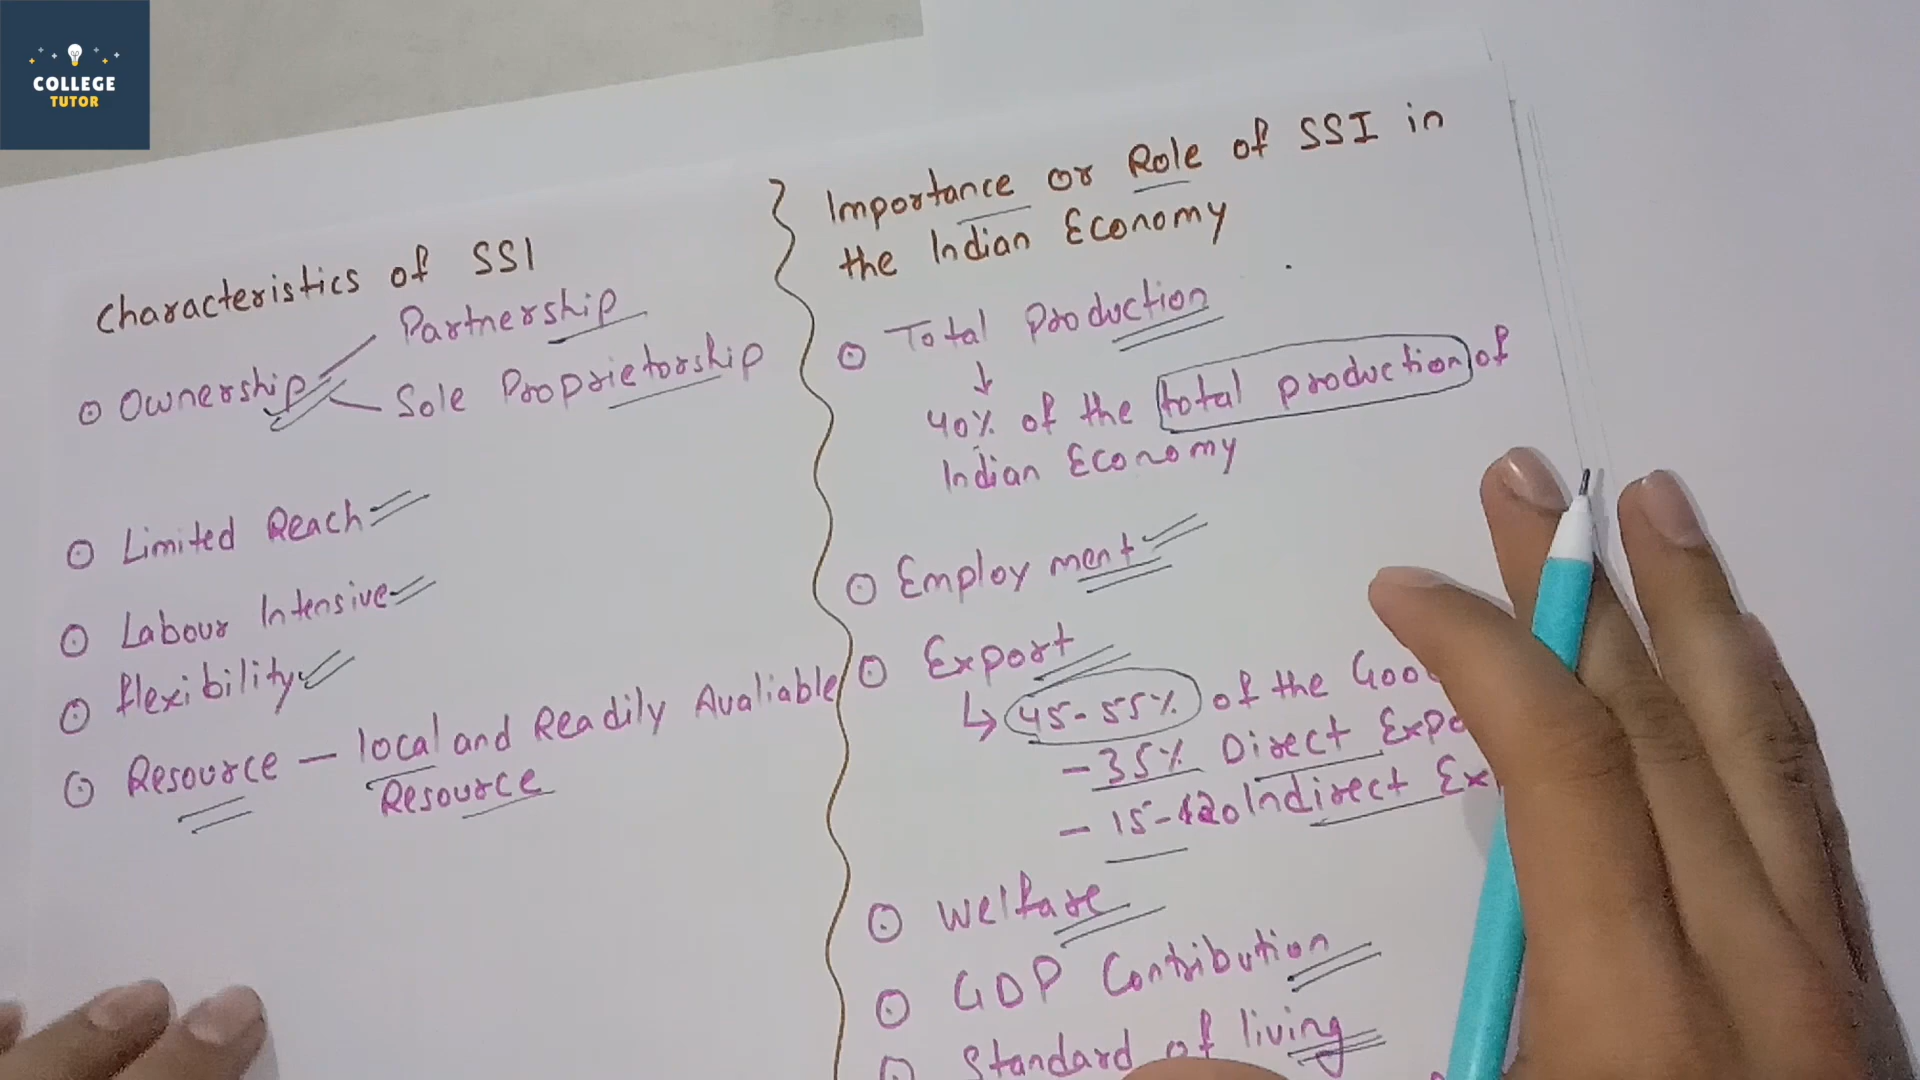 COLLEGE
TUTOR
Characteristics of SSI
Ownership
Partnership
Sole Proprietorship
Limited Reach
Labour Intensive
flexibility
Resource - local and Readily Avaliable
Resource
Importance or Role of SSI in
the Indian Economy
Total Production
40% of the total production of
Indian Economy
Employment
Export
45-55% of the
- 35% Direct
- 15- Indirect
Welfare
GDP Contribution
Standard of living